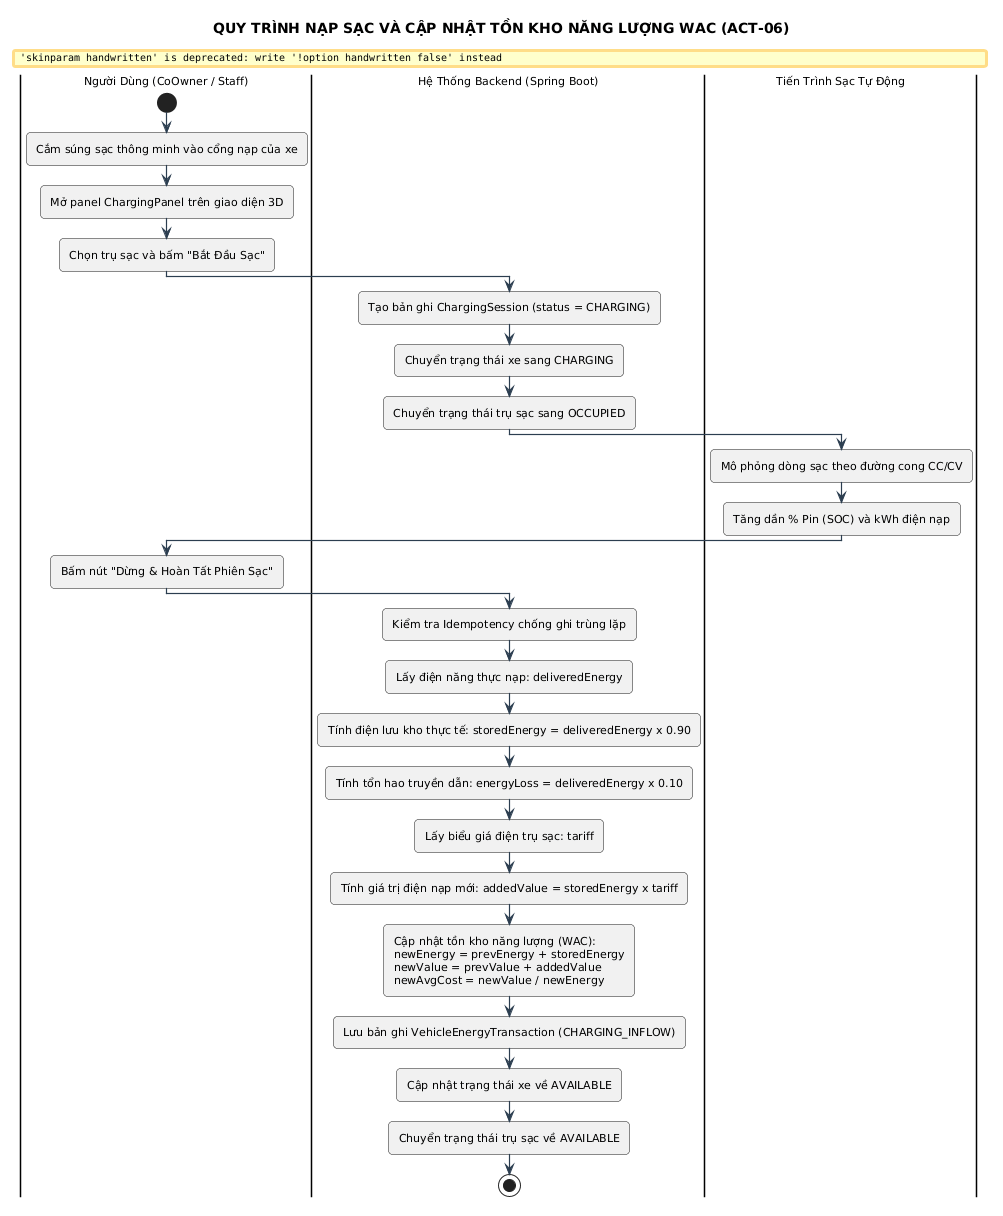 QUY TRÌNH NẠP SẠC VÀ CẬP NHẬT TỒN KHO NĂNG LƯỢNG WAC (ACT-06)
'skinparam handwritten' is deprecated: write '!option handwritten false' instead
Người Dùng (CoOwner / Staff)
Hệ Thống Backend (Spring Boot)
Tiến Trình Sạc Tự Động
Cắm súng sạc thông minh vào cổng nạp của xe
Mở panel ChargingPanel trên giao diện 3D
Chọn trụ sạc và bấm "Bắt Đầu Sạc"
Tạo bản ghi ChargingSession (status = CHARGING)
Chuyển trạng thái xe sang CHARGING
Chuyển trạng thái trụ sạc sang OCCUPIED
Mô phỏng dòng sạc theo đường cong CC/CV
Tăng dần % Pin (SOC) và kWh điện nạp
Bấm nút "Dừng & Hoàn Tất Phiên Sạc"
Kiểm tra Idempotency chống ghi trùng lặp
Lấy điện năng thực nạp: deliveredEnergy
Tính điện lưu kho thực tế: storedEnergy = deliveredEnergy x 0.90
Tính tổn hao truyền dẫn: energyLoss = deliveredEnergy x 0.10
Lấy biểu giá điện trụ sạc: tariff
Tính giá trị điện nạp mới: addedValue = storedEnergy x tariff
Cập nhật tồn kho năng lượng (WAC):
newEnergy = prevEnergy + storedEnergy
newValue = prevValue + addedValue
newAvgCost = newValue / newEnergy
Lưu bản ghi VehicleEnergyTransaction (CHARGING_INFLOW)
Cập nhật trạng thái xe về AVAILABLE
Chuyển trạng thái trụ sạc về AVAILABLE